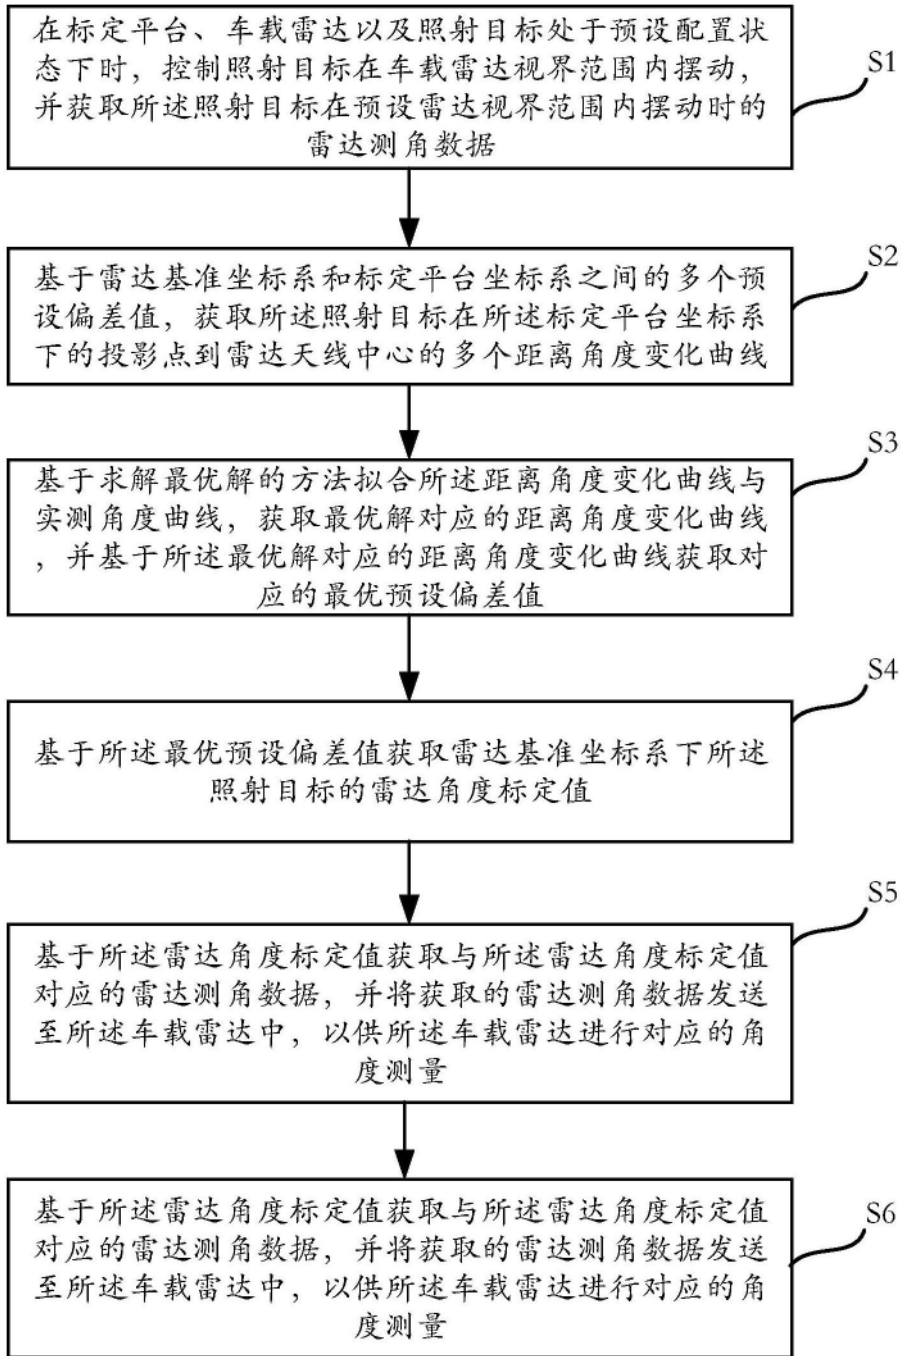 在标定平台、车载雷达以及照射目标处于预设配置状
态下时，控制照射目标在车载雷达视界范围内摆动，
并获取所述照射目标在预设雷达视界范围内摆动时的
雷达测角数据
S1
基于雷达基准坐标系和标定平台坐标系之间的多个预
设偏差值，获取所述照射目标在所述标定平台坐标系
下的投影点到雷达天线中心的多个距离角度变化曲线
S2
基于求解最优解的方法拟合所述距离角度变化曲线与
实测角度曲线，获取最优解对应的距离角度变化曲线
，并基于所述最优解对应的距离角度变化曲线获取对
应的最优预设偏差值
S3
基于所述最优预设偏差值获取雷达基准坐标系下所述
照射目标的雷达角度标定值
S4
基于所述雷达角度标定值获取与所述雷达角度标定值
对应的雷达测角数据，并将获取的雷达测角数据发送
至所述车载雷达中，以供所述车载雷达进行对应的角
度测量
S5
基于所述雷达角度标定值获取与所述雷达角度标定值
对应的雷达测角数据，并将获取的雷达测角数据发送
至所述车载雷达中，以供所述车载雷达进行对应的角
度测量
S6